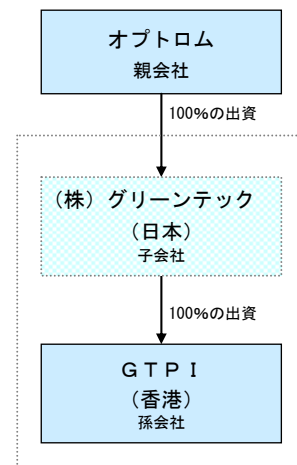 オプトロム
親会社
100%の出資
(株)グリーンテック
(日本)
子会社
100%の出資
GTPI
(香港)
孫会社